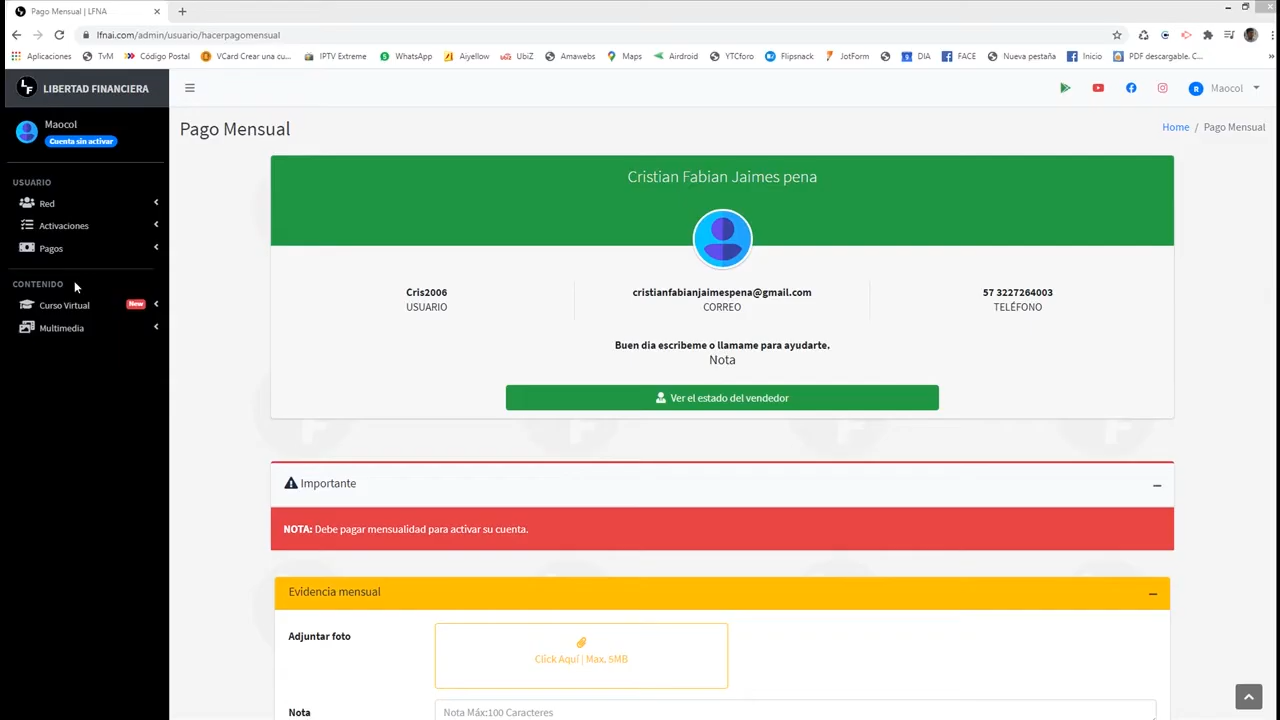 Pago Mensual | LFNA
lfnai.com/admin/usuario/hacerpagomensual
Aplicaciones TvM Código Postal VCard Crear una cu... IPTV Extreme WhatsApp Aiyellow UbiZ Amawebs Maps Airdroid YTCforo Flipsnack JotForm DIA FACE Nueva pestaña Inicio PDF descargable. C...
LF LIBERTAD FINANCIERA
R Maocol
Maocol
Cuenta sin activar
Pago Mensual
Home / Pago Mensual
USUARIO
Red
Activaciones
Pagos
CONTENIDO
Curso Virtual New
Multimedia
Cristian Fabian Jaimes pena
Cris2006
USUARIO
cristianfabianjaimespena@gmail.com
CORREO
57 3227264003
TELÉFONO
Buen dia escribeme o llamame para ayudarte.
Nota
Ver el estado del vendedor
Importante
NOTA: Debe pagar mensualidad para activar su cuenta.
Evidencia mensual
Adjuntar foto
Click Aquí | Max. 5MB
Nota
Nota Máx:100 Caracteres